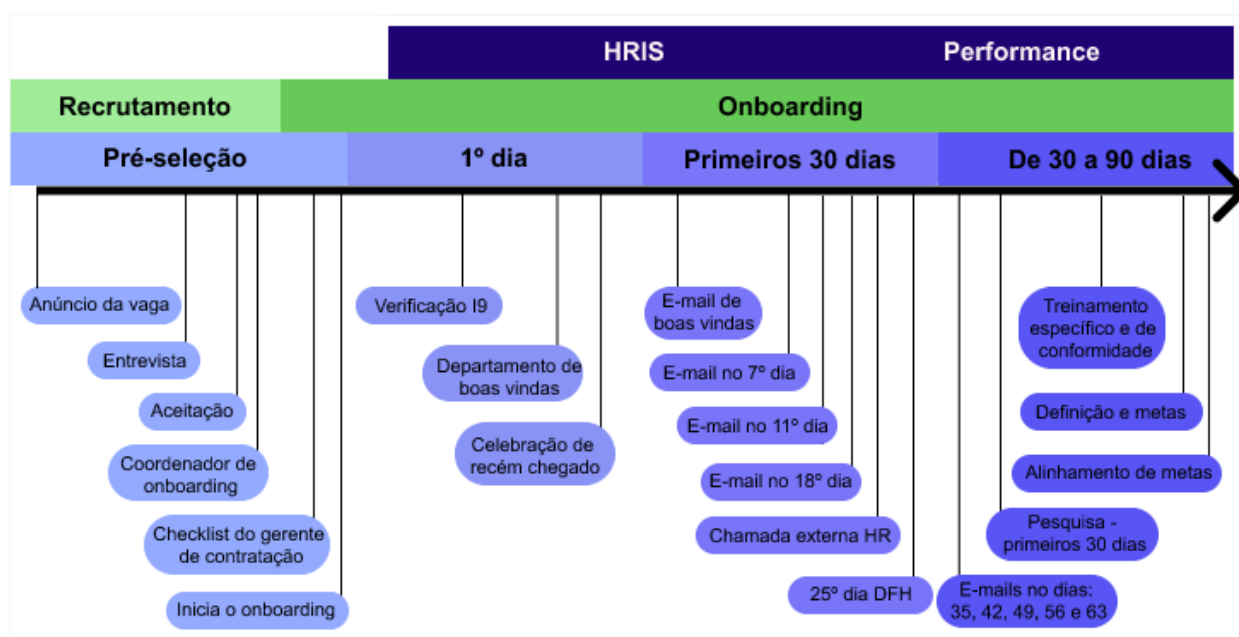 HRIS
Performance
Recrutamento
Onboarding
Pré-seleção
1º dia
Primeiros 30 dias
De 30 a 90 dias
Anúncio da vaga
Entrevista
Aceitação
Coordenador de
onboarding
Checklist do gerente
de contratação
Inicia o onboarding
Verificação I9
Departamento de
boas vindas
Celebração de
recém chegado
E-mail de
boas vindas
E-mail no 7º dia
E-mail no 11º dia
E-mail no 18º dia
Chamada externa HR
25º dia DFH
Treinamento
específico e de
conformidade
Definição e metas
Alinhamento de metas
Pesquisa -
primeiros 30 dias
E-mails no dias:
35, 42, 49, 56 e 63